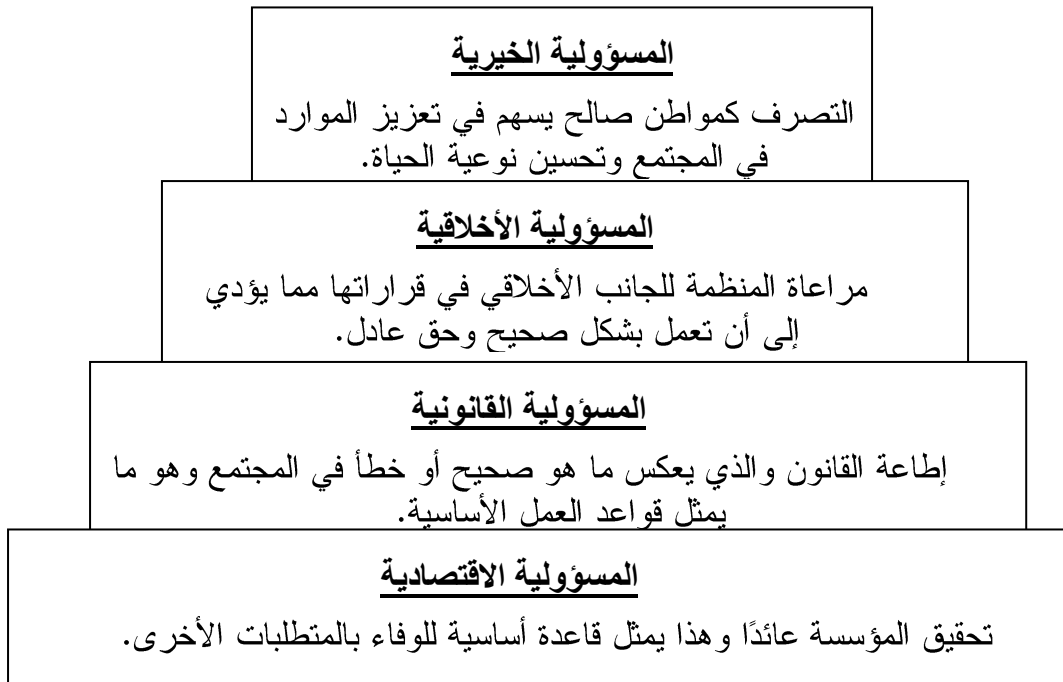 المسؤولية الخيرية
التصرف كمواطن صالح يسهم في تعزيز الموارد
في المجتمع وتحسين نوعية الحياة.
المسؤولية الأخلاقية
مراعاة المنظمة للجانب الأخلاقي في قراراتها مما يؤدي
إلى أن تعمل بشكل صحيح وحق عادل.
المسؤولية القانونية
إطاعة القانون والذي يعكس ما هو صحيح أو خطأ في المجتمع وهو ما
يمثل قواعد العمل الأساسية.
المسؤولية الاقتصادية
تحقيق المؤسسة عائدًا وهذا يمثل قاعدة أساسية للوفاء بالمتطلبات الأخرى.